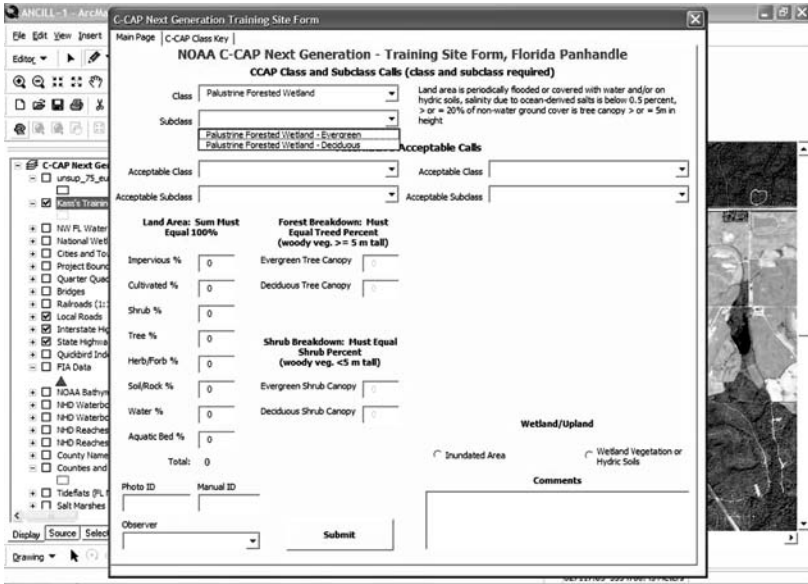 ANCILL-1 - ArcMa
C-CAP Next Generation Training Site Form
File Edit View Insert
Main Page C-CAP Class Key
Editor
NOAA C-CAP Next Generation - Training Site Form, Florida Panhandle
CCAP Class and Subclass Calls (class and subclass required)
Class Palustrine Forested Wetland
Land area is periodically flooded or covered with water and/or on
hydric soils, salinity due to ocean-derived salts is below 0.5 percent,
> or = 20% of non-water ground cover is tree canopy > or = 5m in
height
Subclass
Palustrine Forested Wetland - Evergreen
Palustrine Forested Wetland - Deciduous
Acceptable Calls
Acceptable Class Acceptable Class
Acceptable Subclass Acceptable Subclass
Land Area: Sum Must
Equal 100%
Forest Breakdown: Must
Equal Treed Percent
(woody veg. >= 5 m tall)
Impervious % 0 Evergreen Tree Canopy 0
Cultivated % 0 Deciduous Tree Canopy 0
Shrub % 0
Tree % 0
Shrub Breakdown: Must Equal
Shrub Percent
(woody veg. <5 m tall)
Herb/Forb % 0
Soil/Rock % 0 Evergreen Shrub Canopy 0
Water % 0 Deciduous Shrub Canopy 0
Aquatic Bed % 0
Total: 0
Wetland/Upland
Inundated Area
Wetland Vegetation or
Hydric Soils
Photo ID Manual ID
Comments
Observer
Submit
C-CAP Next Ge
unsup_75_eu
Kass's Trainin
NW FL Water
National Wetl
Cities and To
Project Bound
Quarter Quad
Bridges
Railroads (1:
Local Roads
Interstate Hig
State Highwa
Quickbird Ind
FIA Data
NOAA Bathym
NHD Waterbo
NHD Waterbo
NHD Reaches
NHD Reaches
County Name
Counties and
Tideflats (FL
Salt Marshes
Display Source Selec
Drawing